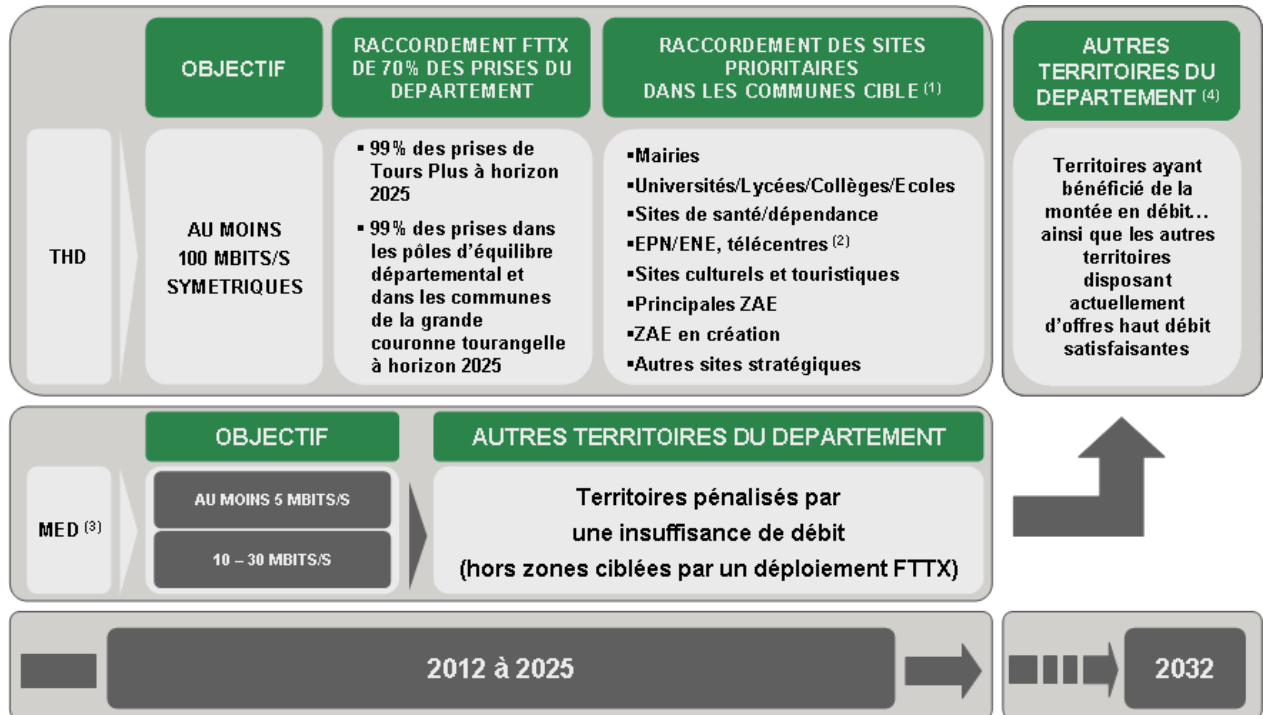 OBJECTIF
RACCORDEMENT FTTX
DE 70% DES PRISES DU
DEPARTEMENT
RACCORDEMENT DES SITES
PRIORITAIRES
DANS LES COMMUNES CIBLE (1)
AUTRES
TERRITOIRES DU
DEPARTEMENT (4)
THD
AU MOINS
100 MBITS/S
SYMETRIQUES
▪ 99% des prises de
Tours Plus à horizon
2025
▪ 99% des prises dans
les pôles d'équilibre
départemental et
dans les communes
de la grande
couronne tourangelle
à horizon 2025
▪Mairies
▪Universités/Lycées/Collèges/Ecoles
▪Sites de santé/dépendance
▪EPN/ENE, télécentres (2)
▪Sites culturels et touristiques
▪Principales ZAE
▪ZAE en création
▪Autres sites stratégiques
Territoires ayant
bénéficié de la
montée en débit…
ainsi que les autres
territoires
disposant
actuellement
d'offres haut débit
satisfaisantes
OBJECTIF
AUTRES TERRITOIRES DU DEPARTEMENT
MED (3)
AU MOINS 5 MBITS/S
10 – 30 MBITS/S
Territoires pénalisés par
une insuffisance de débit
(hors zones ciblées par un déploiement FTTX)
2012 à 2025
2032